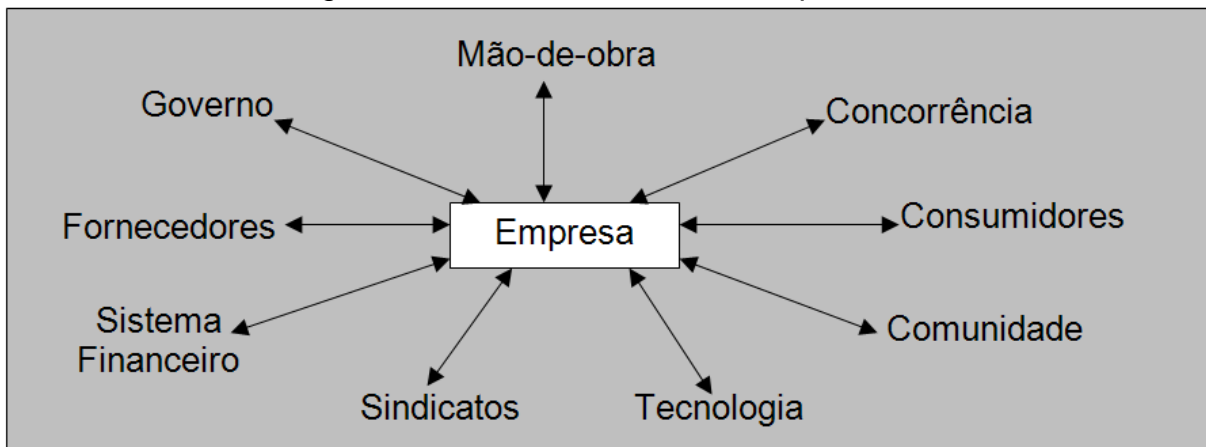 Mão-de-obra
Governo
Concorrência
Fornecedores
Empresa
Consumidores
Sistema
Financeiro
Comunidade
Sindicatos
Tecnologia